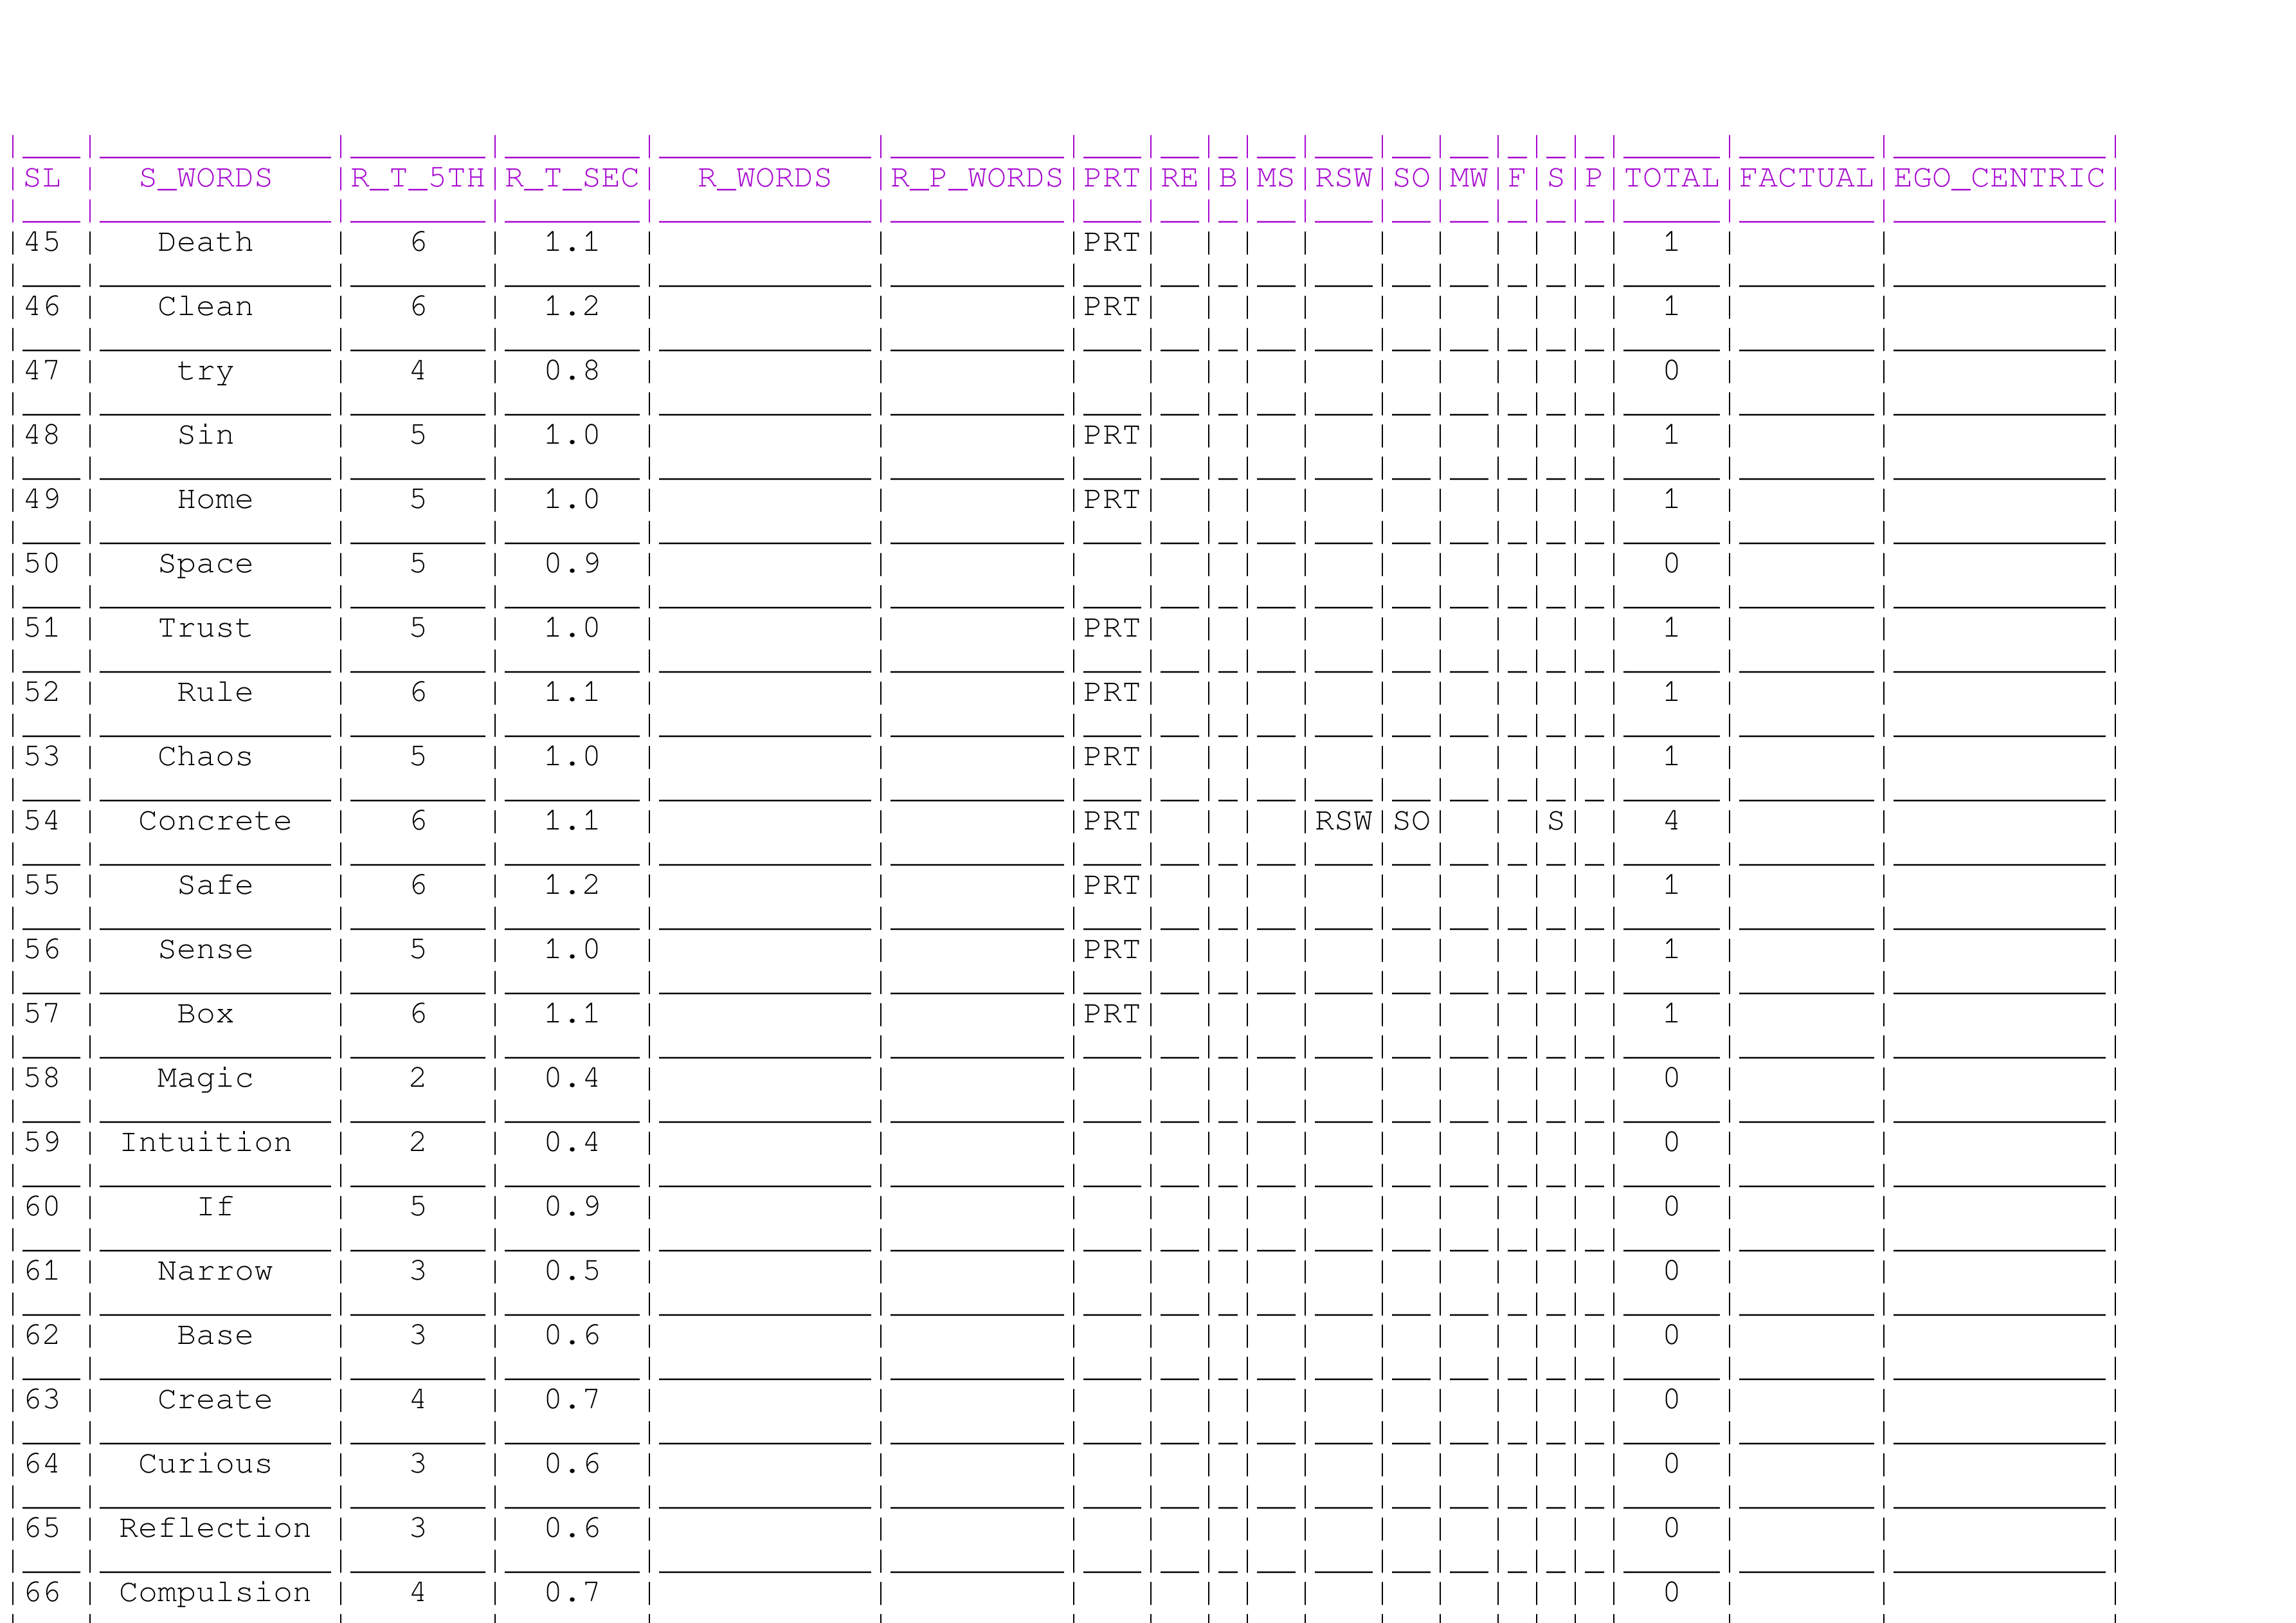 |SL | S_WORDS |R_T_5TH|R_T_SEC| R_WORDS |R_P_WORDS|PRT|RE|B|MS|RSW|SO|MW|F|S|P|TOTAL|FACTUAL|EGO_CENTRIC|
|45 | Death | 6 | 1.1 | | |PRT| | | | | | | | | | 1 | | |
|46 | Clean | 6 | 1.2 | | |PRT| | | | | | | | | | 1 | | |
|47 | try | 4 | 0.8 | | | | | | | | | | | | | 0 | | |
|48 | Sin | 5 | 1.0 | | |PRT| | | | | | | | | | 1 | | |
|49 | Home | 5 | 1.0 | | |PRT| | | | | | | | | | 1 | | |
|50 | Space | 5 | 0.9 | | | | | | | | | | | | | 0 | | |
|51 | Trust | 5 | 1.0 | | |PRT| | | | | | | | | | 1 | | |
|52 | Rule | 6 | 1.1 | | |PRT| | | | | | | | | | 1 | | |
|53 | Chaos | 5 | 1.0 | | |PRT| | | | | | | | | | 1 | | |
|54 | Concrete | 6 | 1.1 | | |PRT| | | |RSW|SO| | |S| | 4 | | |
|55 | Safe | 6 | 1.2 | | |PRT| | | | | | | | | | 1 | | |
|56 | Sense | 5 | 1.0 | | |PRT| | | | | | | | | | 1 | | |
|57 | Box | 6 | 1.1 | | |PRT| | | | | | | | | | 1 | | |
|58 | Magic | 2 | 0.4 | | | | | | | | | | | | | 0 | | |
|59 | Intuition | 2 | 0.4 | | | | | | | | | | | | | 0 | | |
|60 | If | 5 | 0.9 | | | | | | | | | | | | | 0 | | |
|61 | Narrow | 3 | 0.5 | | | | | | | | | | | | | 0 | | |
|62 | Base | 3 | 0.6 | | | | | | | | | | | | | 0 | | |
|63 | Create | 4 | 0.7 | | | | | | | | | | | | | 0 | | |
|64 | Curious | 3 | 0.6 | | | | | | | | | | | | | 0 | | |
|65 | Reflection | 3 | 0.6 | | | | | | | | | | | | | 0 | | |
|66 | Compulsion | 4 | 0.7 | | | | | | | | | | | | | 0 | | |